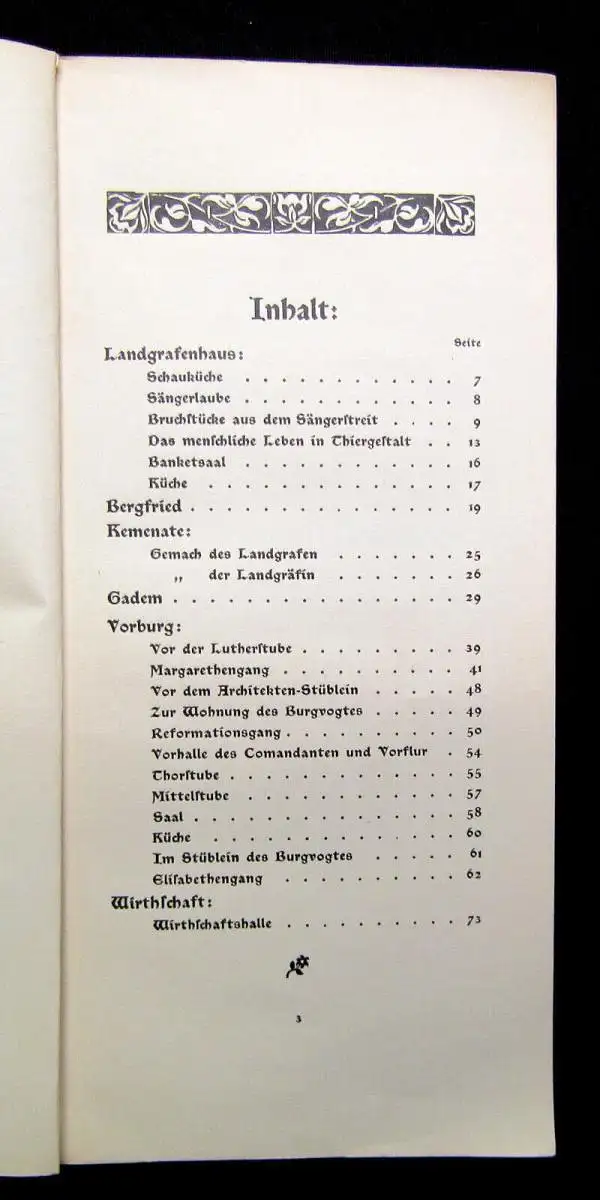 Inhalt:
Seite
Landgrafenhaus:
Schauküche . . . . . . . . . . . . . 7
Sängerlaube . . . . . . . . . . . . 8
Bruchſtücke aus dem Sängerſtreit . . . . 9
Das menſchliche Leben in Thiergeſtalt . . 13
Banketsaal . . . . . . . . . . . . 16
Küche . . . . . . . . . . . . . . 17
Bergfried . . . . . . . . . . . . . . . 19
Kemenate:
Gemach des Landgrafen . . . . . . . 25
„ der Landgräfin . . . . . . . 26
Gadem . . . . . . . . . . . . . . . . 29
Vorburg:
Vor der Lutherſtube . . . . . . . . . 39
Margarethengang . . . . . . . . . . 41
Vor dem Architekten-Stüblein . . . . . 48
Zur Wohnung des Burgvogtes . . . . . 49
Reformationsgang . . . . . . . . . . 50
Vorhalle des Comandanten und Vorflur . 54
Thorſtube . . . . . . . . . . . . . 55
Mittelſtube . . . . . . . . . . . . 57
Saal . . . . . . . . . . . . . . . 58
Küche . . . . . . . . . . . . . . 60
Im Stüblein des Burgvogtes . . . . . 61
Eliſabethengang . . . . . . . . . . 62
Wirthſchaft:
Wirthſchaftshalle . . . . . . . . . . 73
3